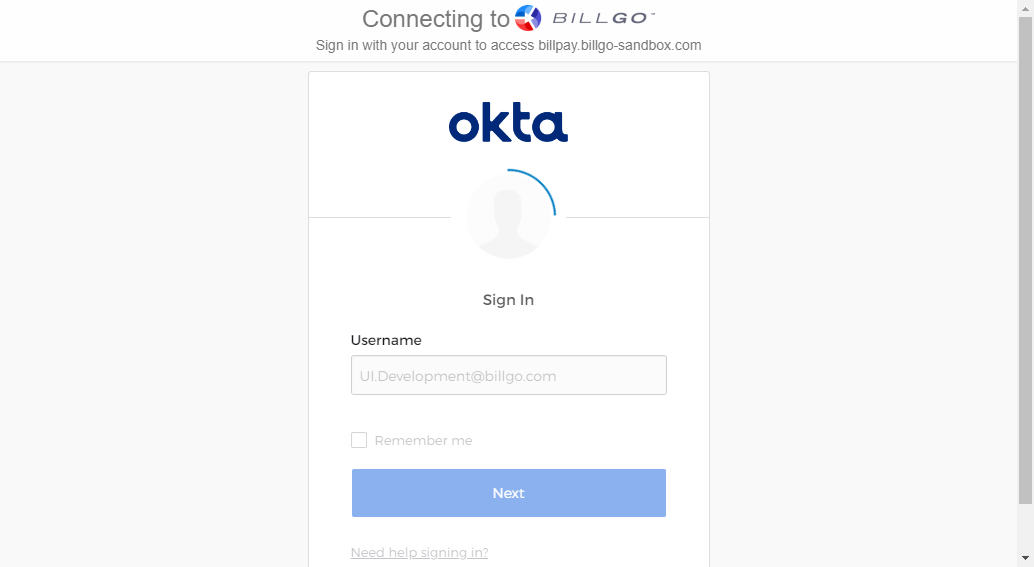 Connecting to BILLGO™
Sign in with your account to access billpay.billgo-sandbox.com
okta
Sign In
Username
UI.Development@billgo.com
Remember me
Next
Need help signing in?